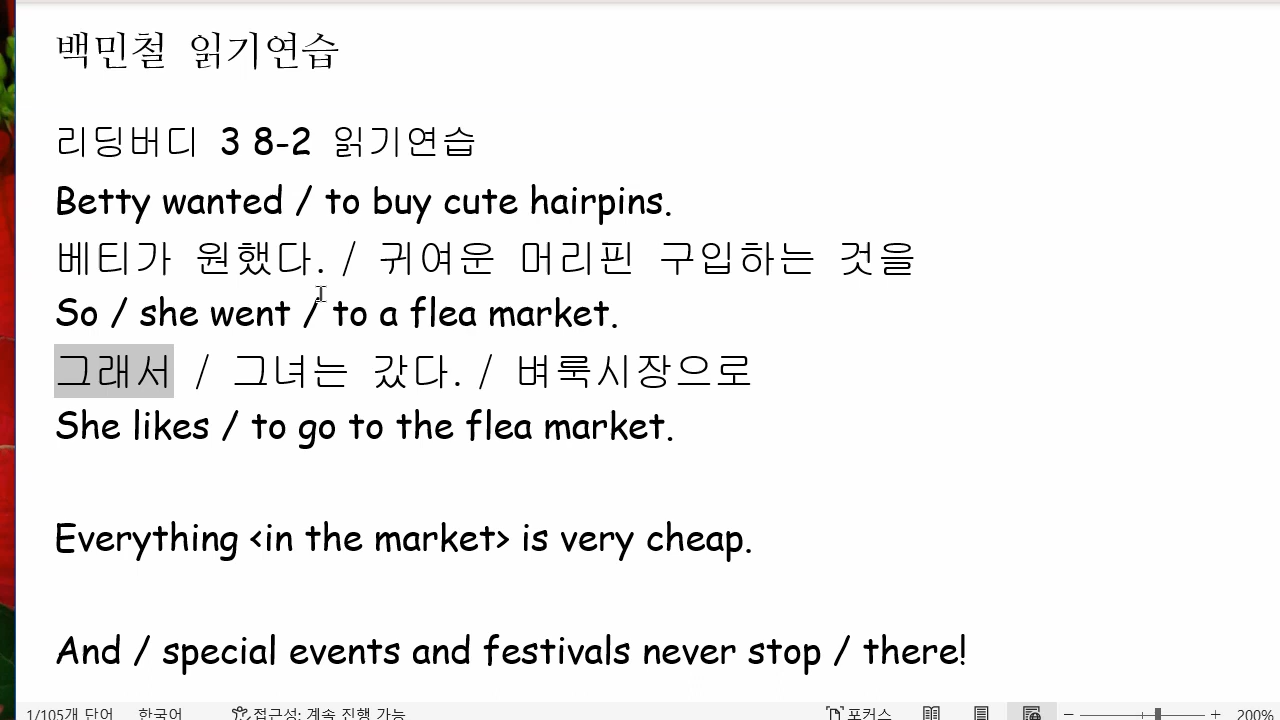 백민철 읽기연습
리딩버디 3 8-2 읽기연습
Betty wanted / to buy cute hairpins.
베티가 원했다. / 귀여운 머리핀 구입하는 것을
So / she went / to a flea market.
그래서 / 그녀는 갔다. / 벼룩시장으로
She likes / to go to the flea market.
Everything <in the market> is very cheap.
And / special events and festivals never stop / there!
1/105개 단어 한국어 접근성: 계속 진행 가능 포커스 200%